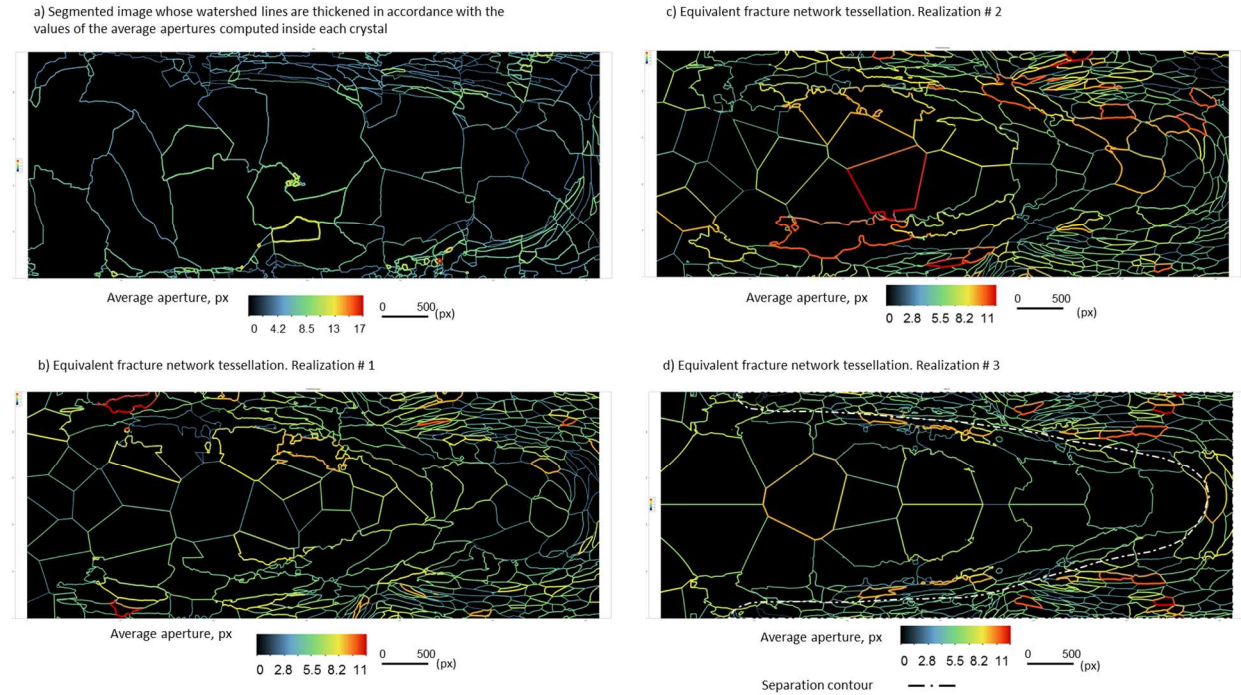 a) Segmented image whose watershed lines are thickened in accordance with the
values of the average apertures computed inside each crystal
Average aperture, px
0 4.2 8.5 13 17
0 500
(px)
c) Equivalent fracture network tessellation. Realization # 2
Average aperture, px
0 2.8 5.5 8.2 11
0 500
(px)
b) Equivalent fracture network tessellation. Realization # 1
Average aperture, px
0 2.8 5.5 8.2 11
0 500
(px)
d) Equivalent fracture network tessellation. Realization # 3
Average aperture, px
0 2.8 5.5 8.2 11
0 500
(px)
Separation contour